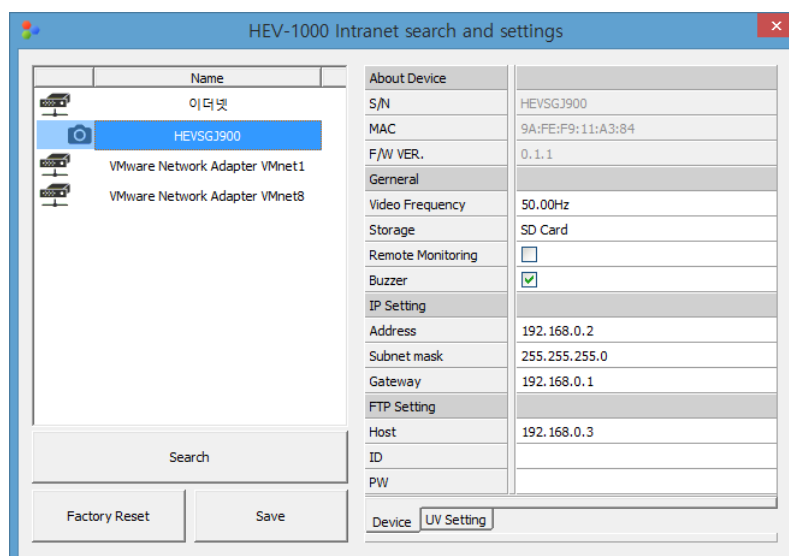 HEV-1000 Intranet search and settings
Name
이더넷
HEVSGJ900
VMware Network Adapter VMnet1
VMware Network Adapter VMnet8
Search
Factory Reset Save
About Device
S/N HEVSGJ900
MAC 9A:FE:F9:11:A3:84
F/W VER. 0.1.1
Gerneral
Video Frequency 50.00Hz
Storage SD Card
Remote Monitoring
Buzzer
IP Setting
Address 192.168.0.2
Subnet mask 255.255.255.0
Gateway 192.168.0.1
FTP Setting
Host 192.168.0.3
ID
PW
Device UV Setting